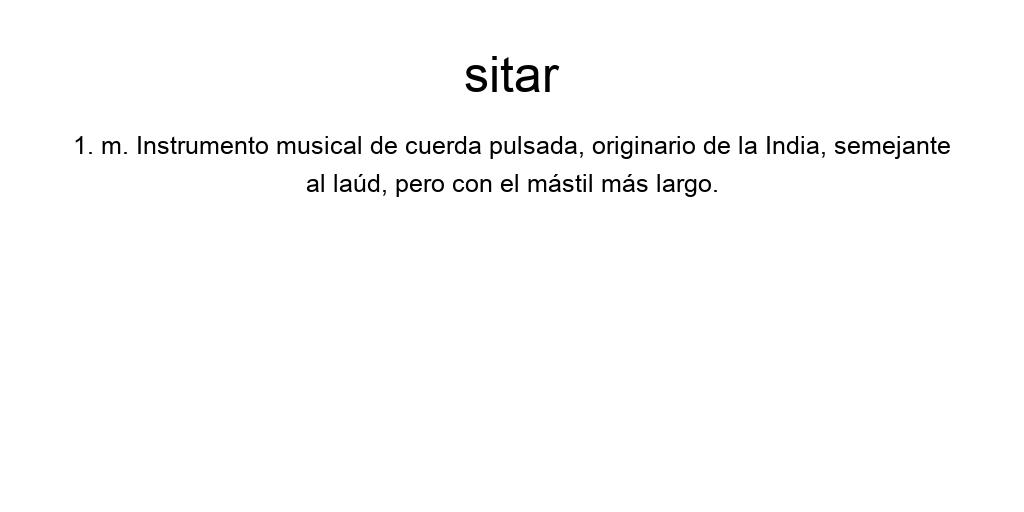 sitar
1. m. Instrumento musical de cuerda pulsada, originario de la India, semejante
al laúd, pero con el mástil más largo.